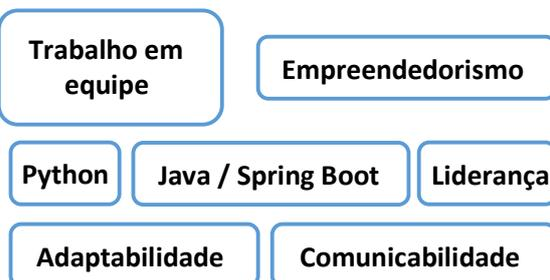 Trabalho em
equipe
Empreendedorismo
Python
Java / Spring Boot
Liderança
Adaptabilidade
Comunicabilidade